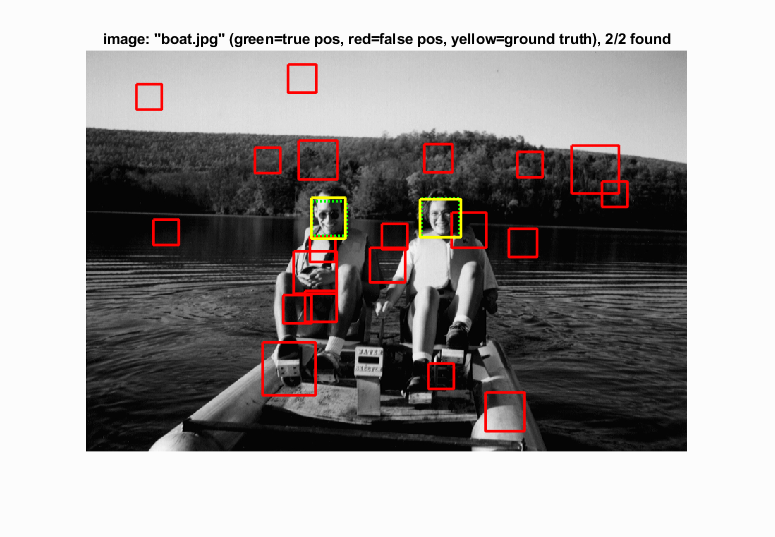 image: "boat.jpg" (green=true pos, red=false pos, yellow=ground truth), 2/2 found